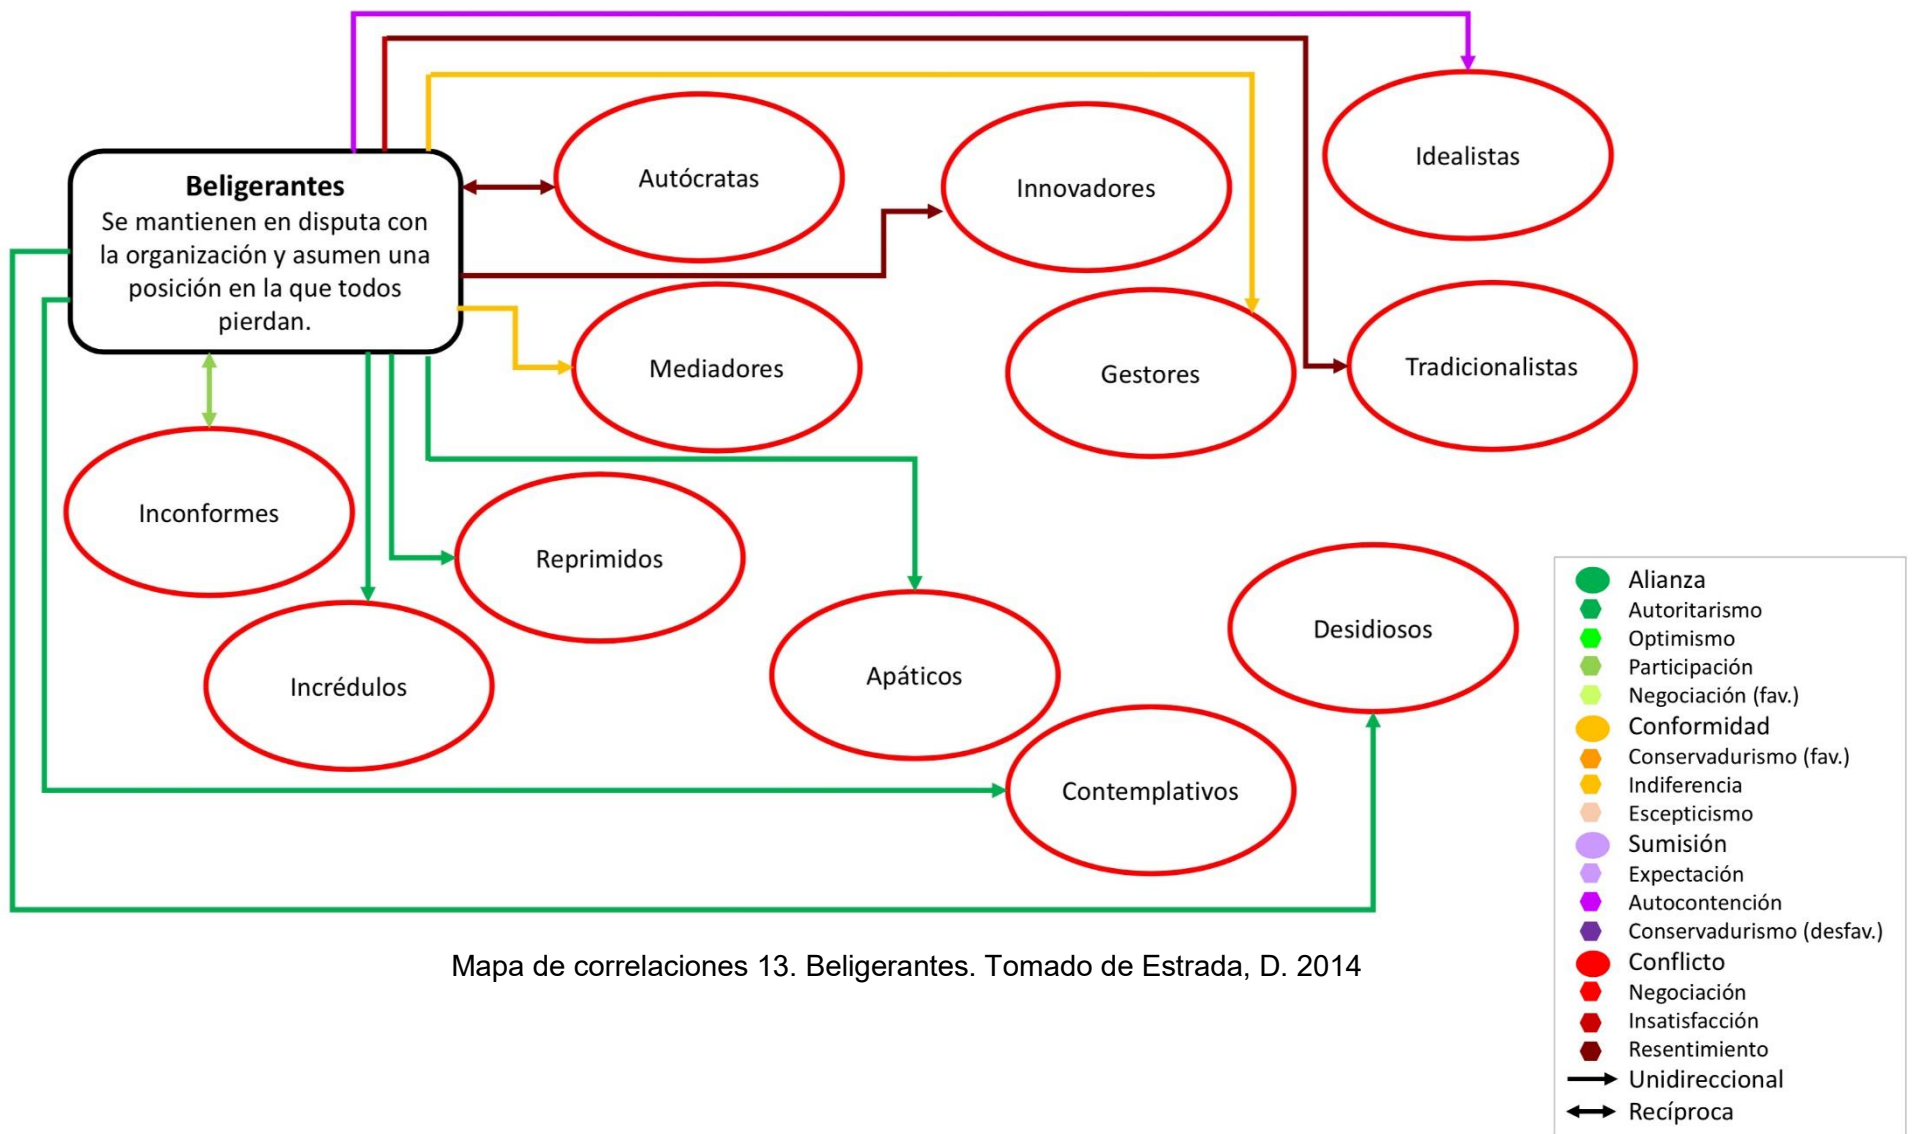 Beligerantes
Se mantienen en disputa con
la organización y asumen una
posición en la que todos
pierdan.
Autócratas
Innovadores
Idealistas
Mediadores
Gestores
Tradicionalistas
Inconformes
Reprimidos
Incrédulos
Apáticos
Desidiosos
Contemplativos
Alianza
Autoritarismo
Optimismo
Participación
Negociación (fav.)
Conformidad
Conservadurismo (fav.)
Indiferencia
Escepticismo
Sumisión
Expectación
Autocontención
Conservadurismo (desfav.)
Conflicto
Negociación
Insatisfacción
Resentimiento
Unidireccional
Recíproca
Mapa de correlaciones 13. Beligerantes. Tomado de Estrada, D. 2014